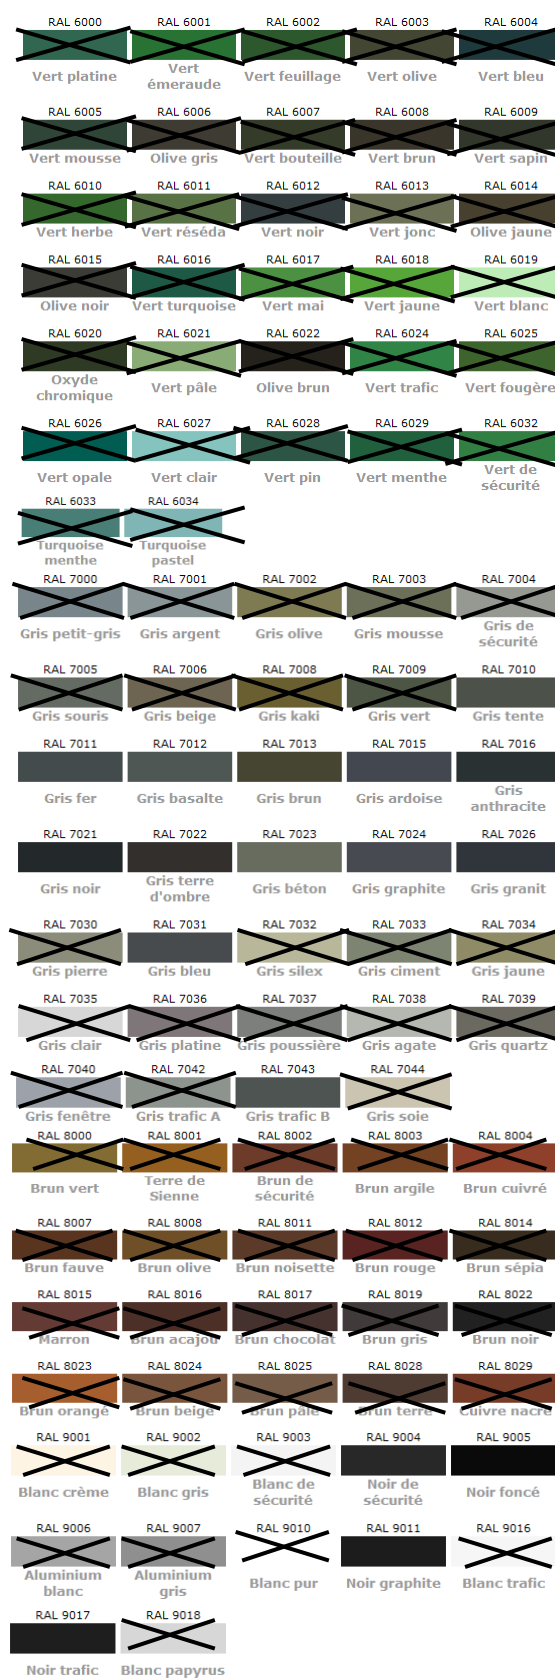 RAL 6000 RAL 6001 RAL 6002 RAL 6003 RAL 6004
Vert platine Vert émeraude Vert feuillage Vert olive Vert bleu
RAL 6005 RAL 6006 RAL 6007 RAL 6008 RAL 6009
Vert mousse Olive gris Vert bouteille Vert brun Vert sapin
RAL 6010 RAL 6011 RAL 6012 RAL 6013 RAL 6014
Vert herbe Vert réséda Vert noir Vert jonc Olive jaune
RAL 6015 RAL 6016 RAL 6017 RAL 6018 RAL 6019
Olive noir Vert turquoise Vert mai Vert jaune Vert blanc
RAL 6020 RAL 6021 RAL 6022 RAL 6024 RAL 6025
Oxyde chromique Vert pâle Olive brun Vert trafic Vert fougère
RAL 6026 RAL 6027 RAL 6028 RAL 6029 RAL 6032
Vert opale Vert clair Vert pin Vert menthe Vert de sécurité
RAL 6033 RAL 6034
Turquoise menthe Turquoise pastel
RAL 7000 RAL 7001 RAL 7002 RAL 7003 RAL 7004
Gris petit-gris Gris argent Gris olive Gris mousse Gris de sécurité
RAL 7005 RAL 7006 RAL 7008 RAL 7009 RAL 7010
Gris souris Gris beige Gris kaki Gris vert Gris tente
RAL 7011 RAL 7012 RAL 7013 RAL 7015 RAL 7016
Gris fer Gris basalte Gris brun Gris ardoise Gris anthracite
RAL 7021 RAL 7022 RAL 7023 RAL 7024 RAL 7026
Gris noir Gris terre d'ombre Gris béton Gris graphite Gris granit
RAL 7030 RAL 7031 RAL 7032 RAL 7033 RAL 7034
Gris pierre Gris bleu Gris silex Gris ciment Gris jaune
RAL 7035 RAL 7036 RAL 7037 RAL 7038 RAL 7039
Gris clair Gris platine Gris poussière Gris agate Gris quartz
RAL 7040 RAL 7042 RAL 7043 RAL 7044
Gris fenêtre Gris trafic A Gris trafic B Gris soie
RAL 8000 RAL 8001 RAL 8002 RAL 8003 RAL 8004
Brun vert Terre de Sienne Brun de sécurité Brun argile Brun cuivré
RAL 8007 RAL 8008 RAL 8011 RAL 8012 RAL 8014
Brun fauve Brun olive Brun noisette Brun rouge Brun sépia
RAL 8015 RAL 8016 RAL 8017 RAL 8019 RAL 8022
Marron Brun acajou Brun chocolat Brun gris Brun noir
RAL 8023 RAL 8024 RAL 8025 RAL 8028 RAL 8029
Brun orangé Brun beige Brun pâle Brun terre Cuivre nacré
RAL 9001 RAL 9002 RAL 9003 RAL 9004 RAL 9005
Blanc crème Blanc gris Blanc de sécurité Noir de sécurité Noir foncé
RAL 9006 RAL 9007 RAL 9010 RAL 9011 RAL 9016
Aluminium blanc Aluminium gris Blanc pur Noir graphite Blanc trafic
RAL 9017 RAL 9018
Noir trafic Blanc papyrus